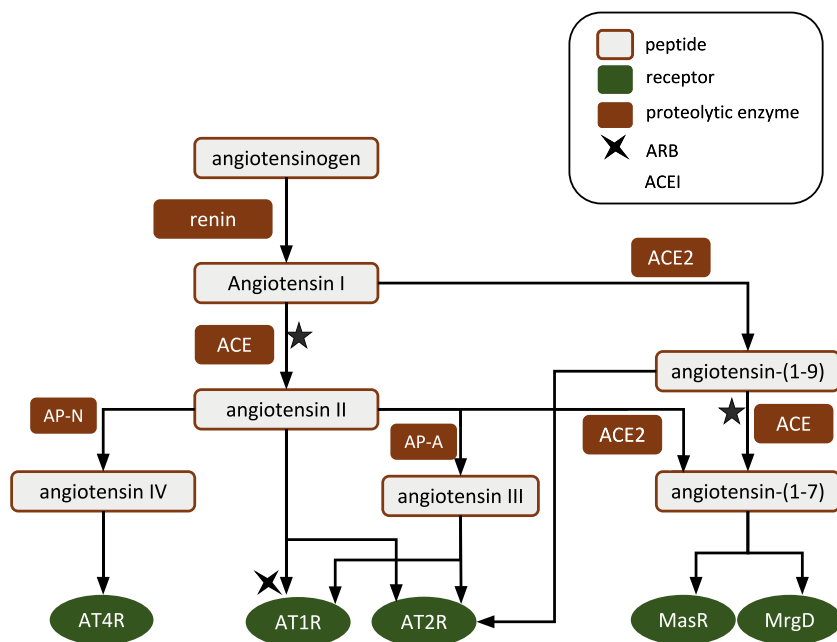 peptide
receptor
proteolytic enzyme
ARB
ACEI
angiotensinogen
renin
ACE2
Angiotensin I
ACE
angiotensin-(1-9)
angiotensin II
AP-N
AP-A
ACE2
ACE
angiotensin IV
angiotensin III
angiotensin-(1-7)
AT4R
AT1R
AT2R
MasR
MrgD